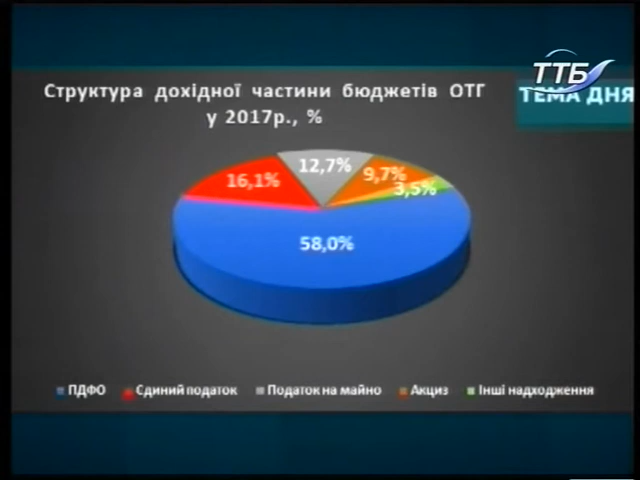 ТТБ
ТЕМА ДНЯ
Структура дохідної частини бюджетів ОТГ
у 2017р., %
12,7%
16,1%
9,7%
3,5%
58,0%
ПДФО Єдиний податок Податок на майно Акциз Інші надходження